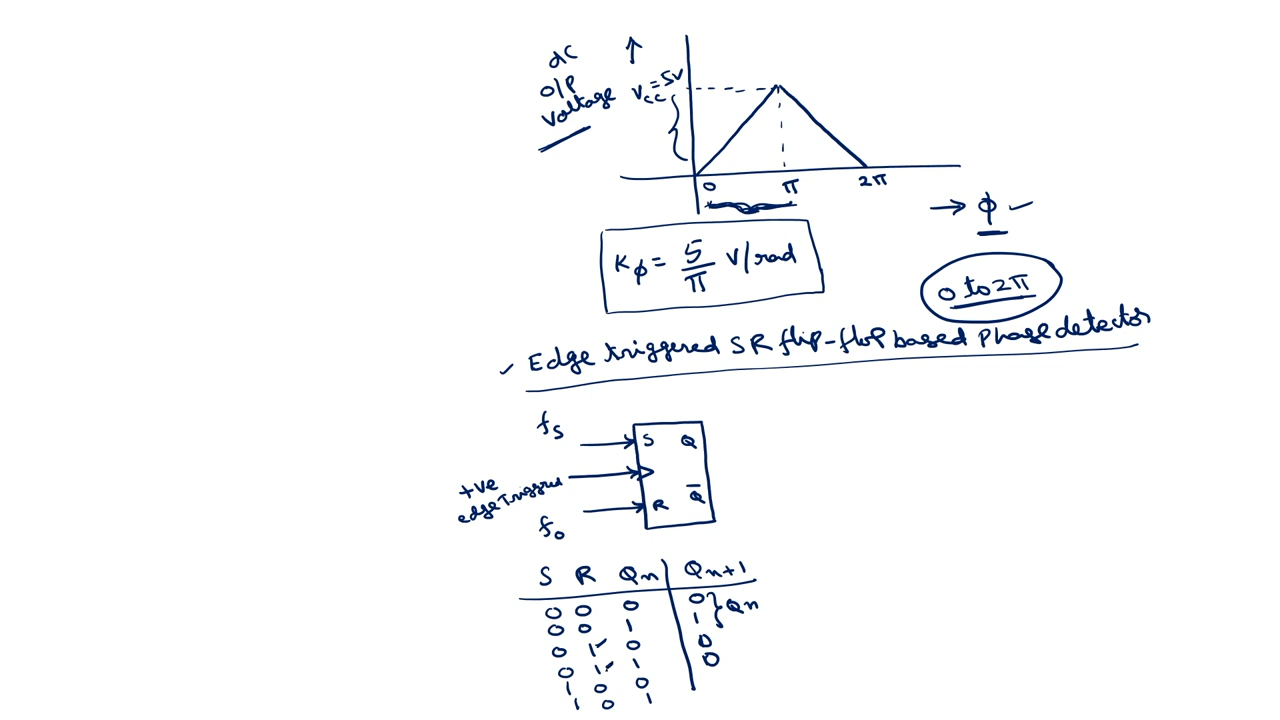 dc
O/P
voltage
↑
Vcc = 5V
0 π 2π
→ ϕ ✓
Kϕ = 5/π V/rad
0 to 2π
✓ Edge triggered SR flip-flop based Phase detector
fs
S Q
+ve
edge Triggered
R Q̅
fo
S R Qn | Qn+1
0 0 0 | 0 } Qn
0 0 1 | 1
0 1 0 | 0
0 1 1 | 0
1 0 0
1 0 1